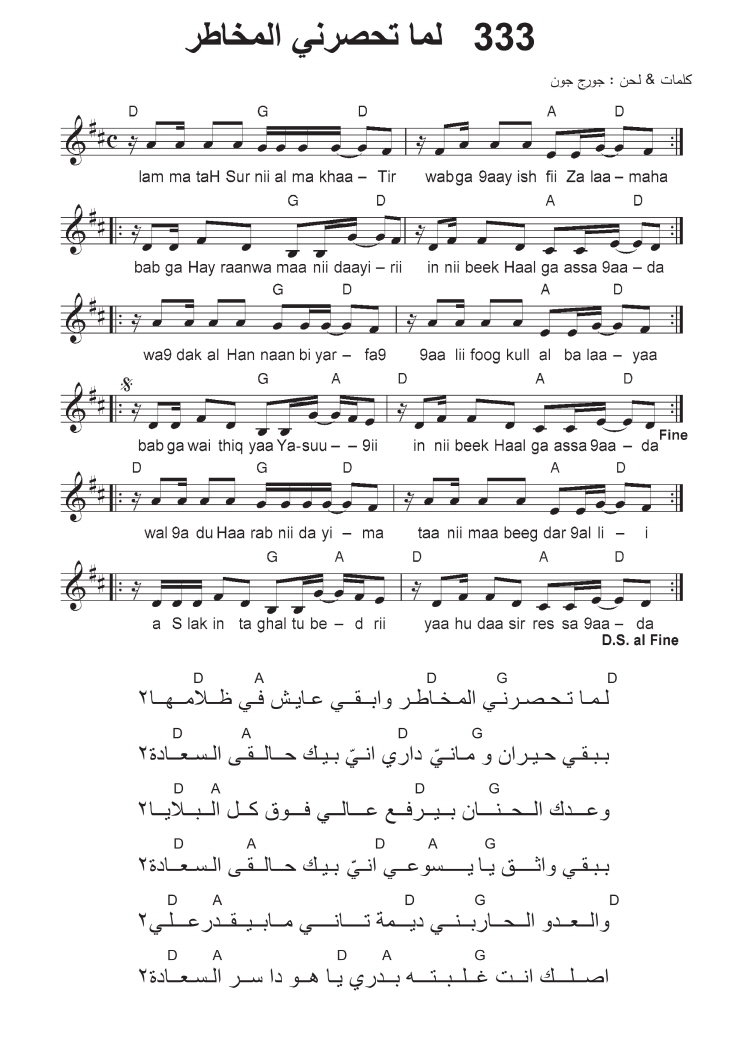 333 لما تحصرني المخاطر
كلمات & لحن : جورج جون
D G D A D
lam ma taH Sur nii al ma khaa – Tir wabga 9aay ish fii Za laa – maha
G D A D
bab ga Hay raanwa maa nii daayi – rii in nii beek Haal ga assa 9aa – da
G D A D
wa9 dak al Han naan bi yar – fa9 9aa lii foog kull al ba laa – yaa
G A D A D
bab ga wai thiq yaa Ya-suu – – 9ii in nii beek Haal ga assa 9aa – da Fine
D G D A D
wal 9a du Haa rab nii da yi – ma taa nii maa beeg dar 9al li – i
G A D A D
a S lak in ta ghal tu be – d rii yaa hu daa sir res sa 9aa – da
D.S. al Fine
D A D G D
لما تحصرني المخاطر وابقي عايش في ظلامها٢
D A D G
ببقي حيران و مانيّ داري انيّ بيك حالقى السعادة٢
D A D G
وعدك الحنان بيرفع عالي فوق كل البلايا٢
D A D A G
ببقي واثق يا يسوعي انيّ بيك حالقى السعادة٢
D A D G D
والعدو الحاربني ديمة تاني مابيقدرعلي٢
D A D A G
اصلك انت غلبته بدري يا هو دا سر السعادة٢